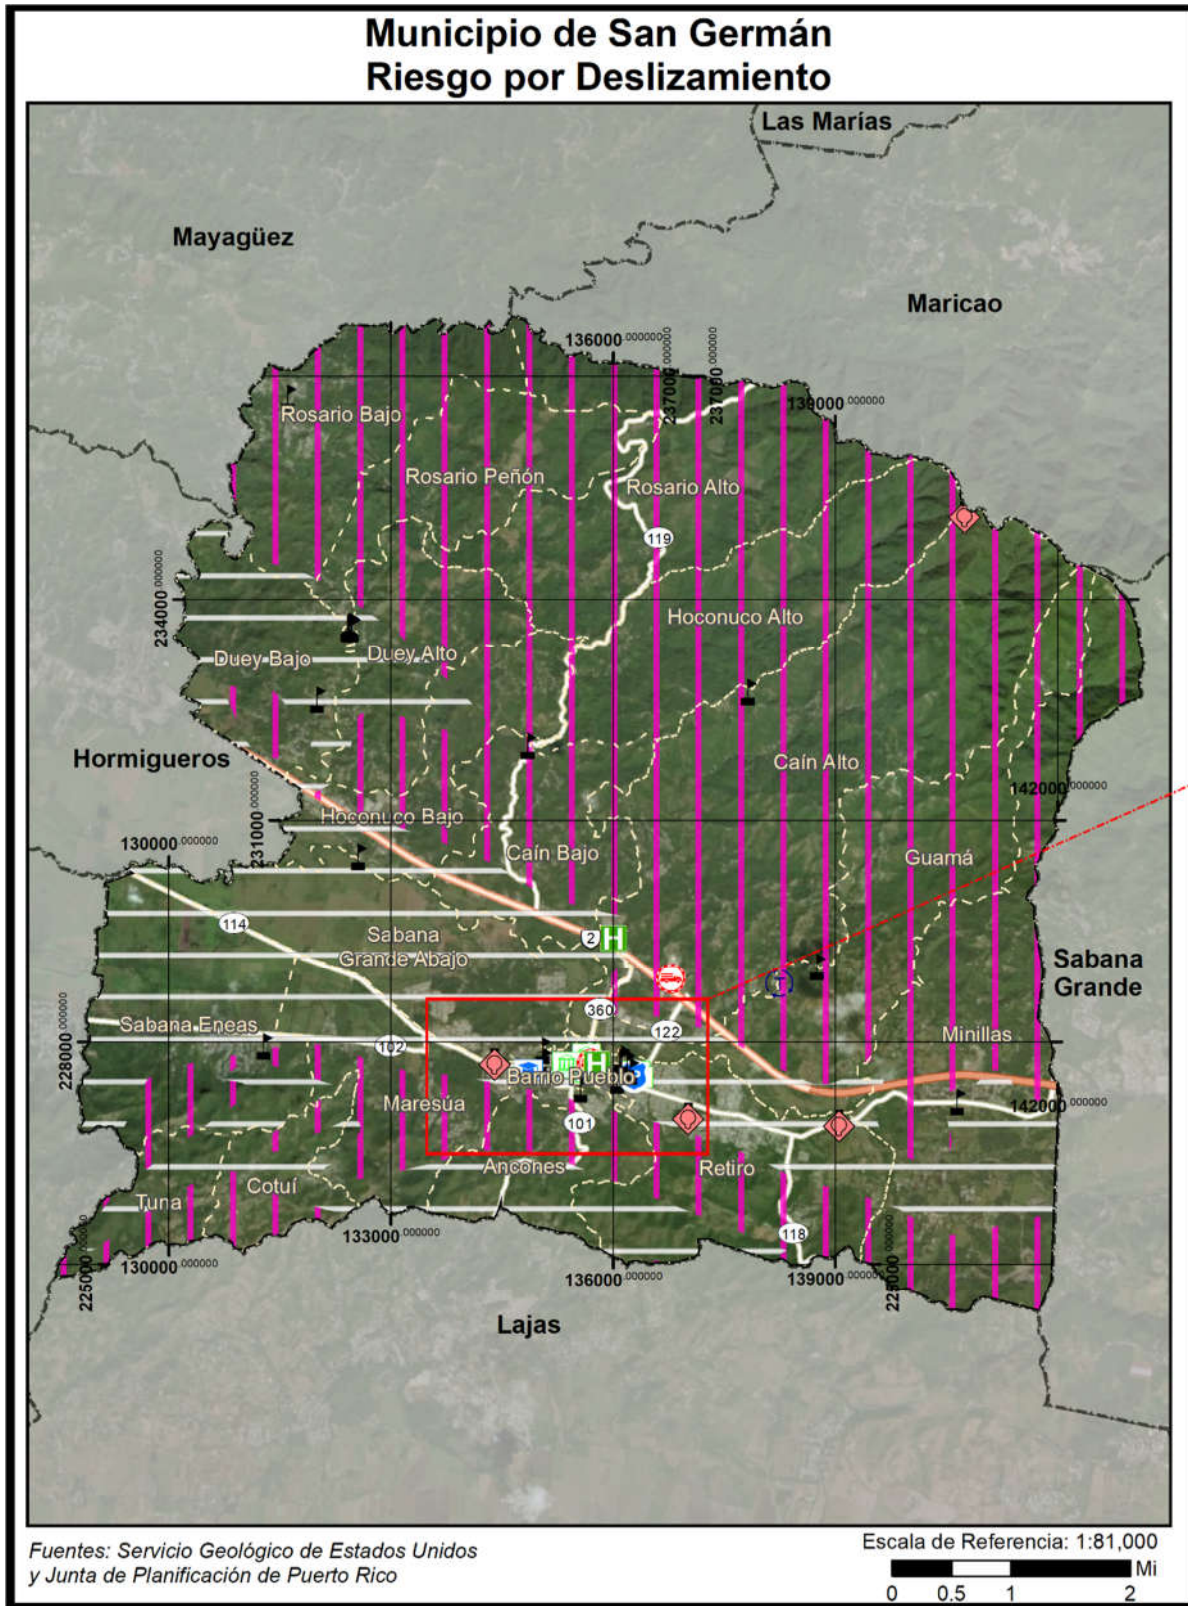 Municipio de San Germán
Riesgo por Deslizamiento
Las Marías
Mayagüez
Maricao
136000.000000
237000.000000
237000.000000
139000.000000
Rosario Bajo
Rosario Peñón
Rosario Alto
119
234000.000000
Hoconuco Alto
Duey Bajo
Duey Alto
Hormigueros
Caín Alto
142000.000000
231000.000000
Hoconuco Bajo
130000.000000
Caín Bajo
Guamá
114
Sabana
Grande Abajo
2
H
Sabana
Grande
360
122
Sabana Eneas
102
228000.000000
Minillas
H
P
Barrio Pueblo
Maresúa
101
142000.000000
Ancones
Retiro
Cotuí
Tuna
133000.000000
118
130000.000000
225000.000000
136000.000000
139000.000000
225000.000000
Lajas
Fuentes: Servicio Geológico de Estados Unidos
y Junta de Planificación de Puerto Rico
Escala de Referencia: 1:81,000
Mi
0 0.5 1 2